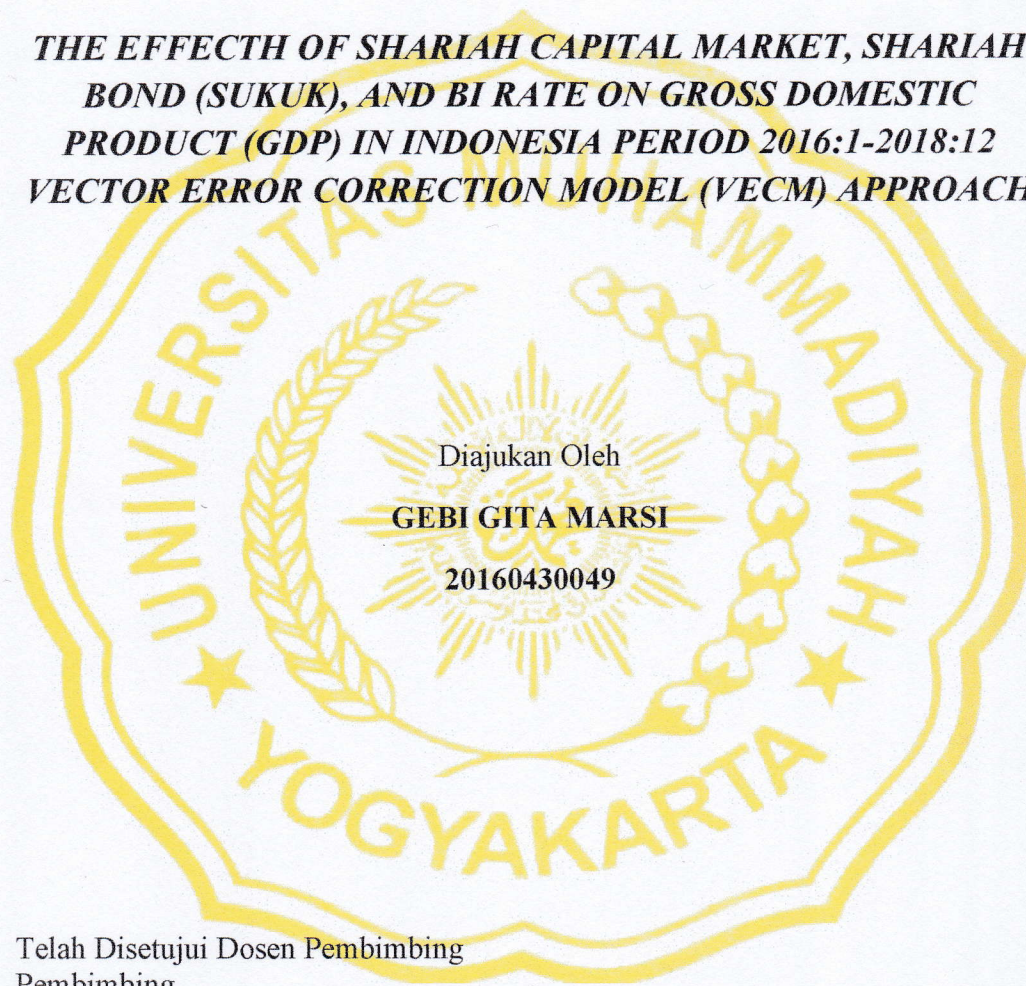 THE EFFECTH OF SHARIAH CAPITAL MARKET, SHARIAH
BOND (SUKUK), AND BI RATE ON GROSS DOMESTIC
PRODUCT (GDP) IN INDONESIA PERIOD 2016:1-2018:12
VECTOR ERROR CORRECTION MODEL (VECM) APPROACH
UNIVERSITAS MUHAMMADIYAH
YOGYAKARTA
Diajukan Oleh
GEBI GITA MARSI
20160430049
Telah Disetujui Dosen Pembimbing
Pembimbing